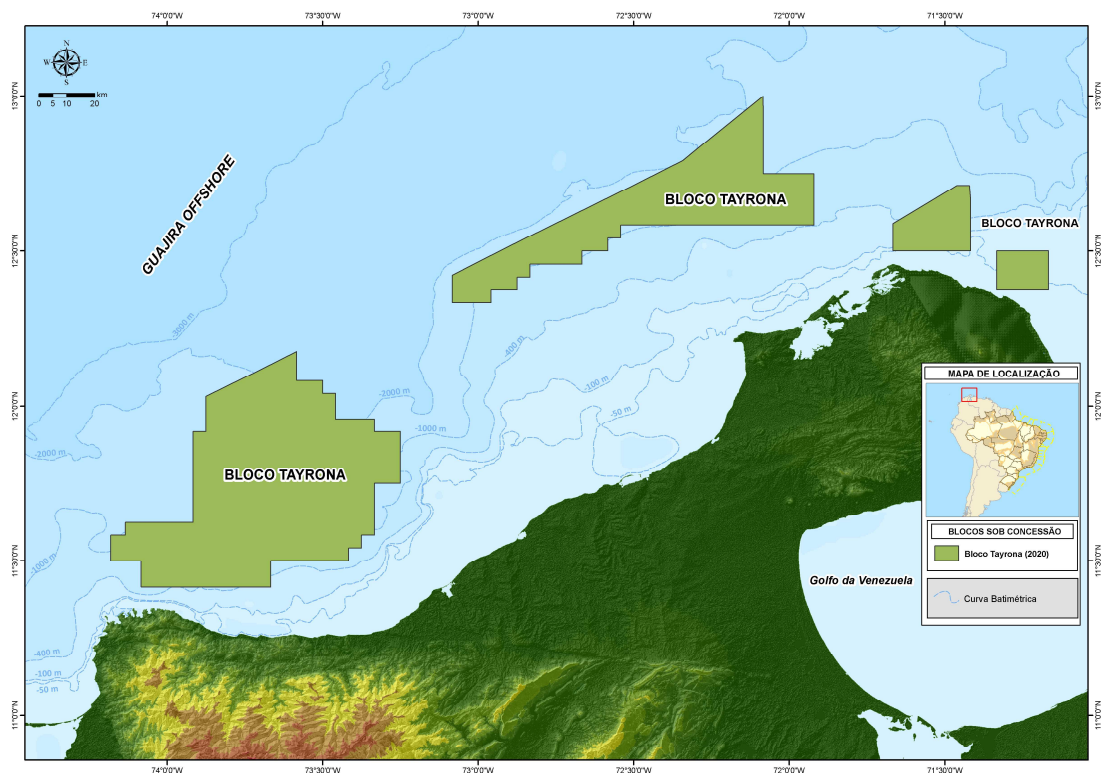 74°0'0"W 73°30'0"W 73°0'0"W 72°30'0"W 72°0'0"W 71°30'0"W
N
W E
S
km
0 5 10 20
13°0'0"N
13°0'0"N
GUAJIRA OFFSHORE
BLOCO TAYRONA
BLOCO TAYRONA
12°30'0"N
12°30'0"N
-3000 m
-400 m
-100 m
-50 m
-2000 m
-1000 m
12°0'0"N
12°0'0"N
-2000 m
BLOCO TAYRONA
MAPA DE LOCALIZAÇÃO
BLOCOS SOB CONCESSÃO
Bloco Tayrona (2020)
Curva Batimétrica
Golfo da Venezuela
11°30'0"N
11°30'0"N
-1000 m
-400 m
-100 m
-50 m
11°0'0"N
11°0'0"N
74°0'0"W 73°30'0"W 73°0'0"W 72°30'0"W 72°0'0"W 71°30'0"W